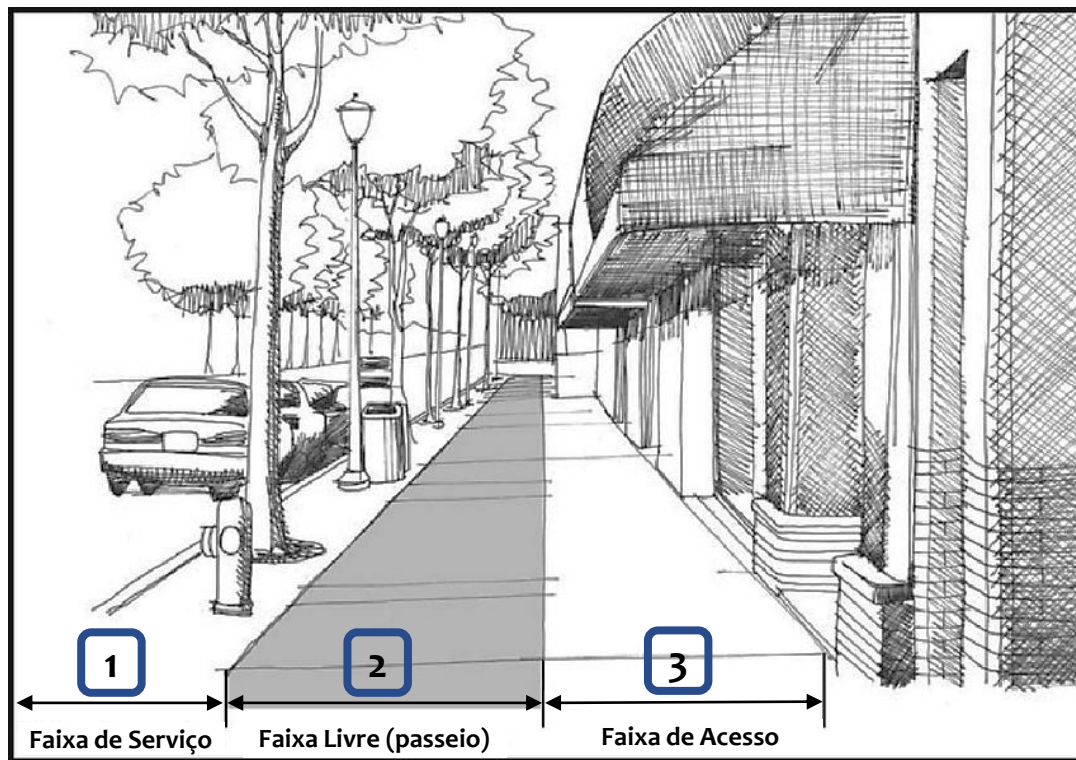 1
2
3
Faixa de Serviço
Faixa Livre (passeio)
Faixa de Acesso